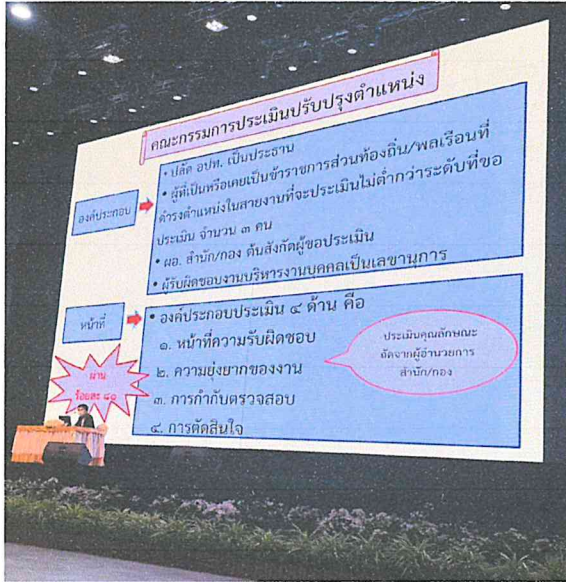 คณะกรรมการประเมินปรับปรุงตำแหน่ง
องค์ประกอบ
• ปลัด อปท. เป็นประธาน
• ผู้ที่เป็นหรือเคยเป็นข้าราชการส่วนท้องถิ่น/พลเรือนที่
ดำรงตำแหน่งในสายงานที่จะประเมินไม่ต่ำกว่าระดับที่ขอ
ประเมิน จำนวน ๓ คน
• ผอ. สำนัก/กอง ต้นสังกัดผู้ขอประเมิน
• ผู้รับผิดชอบงานบริหารงานบุคคลเป็นเลขานุการ
หน้าที่
• องค์ประกอบประเมิน ๔ ด้าน คือ
๑. หน้าที่ความรับผิดชอบ
๒. ความยุ่งยากของงาน
๓. การกำกับตรวจสอบ
๔. การตัดสินใจ
ประเมินคุณลักษณะ
ถัดจากผู้อำนวยการ
สำนัก/กอง
ผ่าน
ร้อยละ